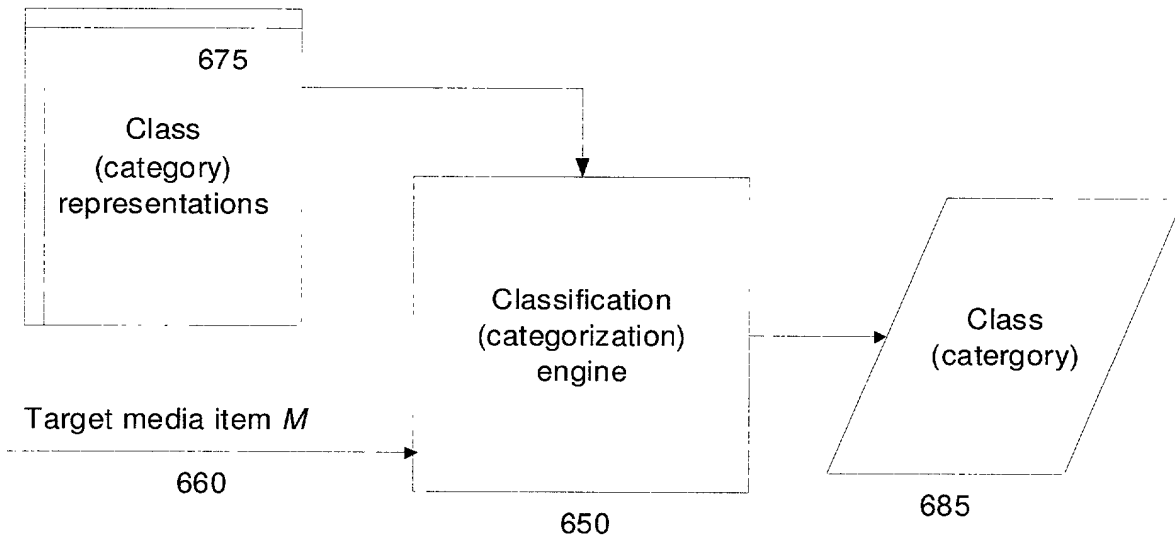 675
Class
(category)
representations
Classification
(categorization)
engine
Class
(catergory)
Target media item M
660
650
685